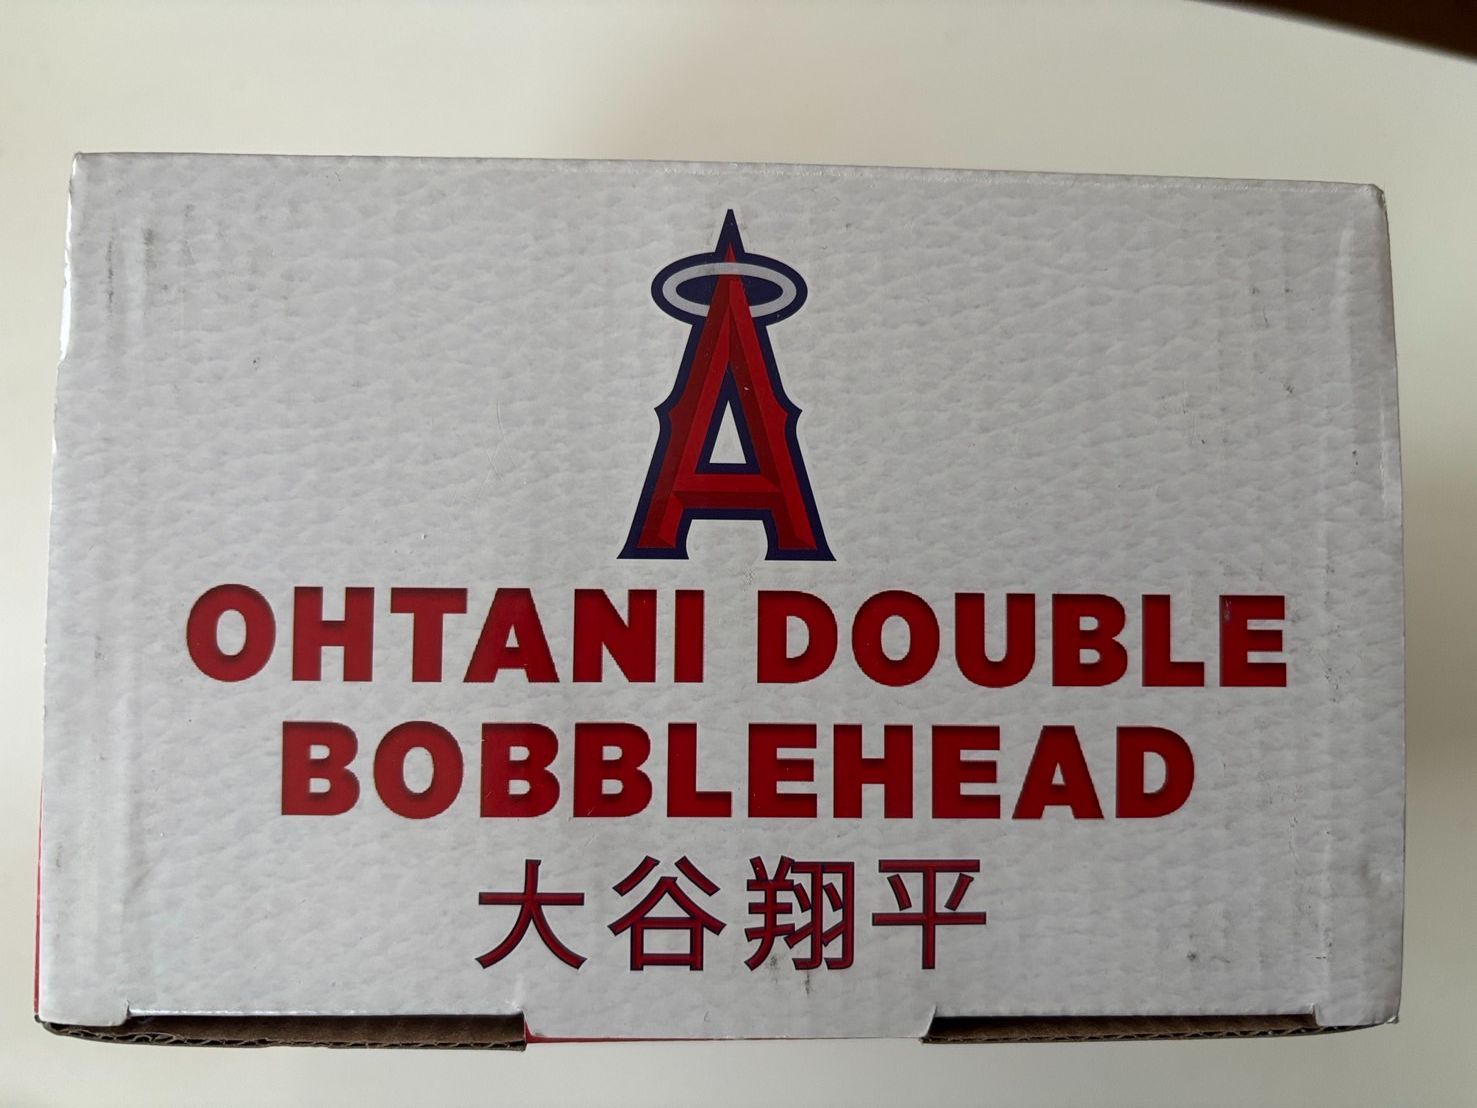 A
OHTANI DOUBLE
BOBBLEHEAD
大谷翔平